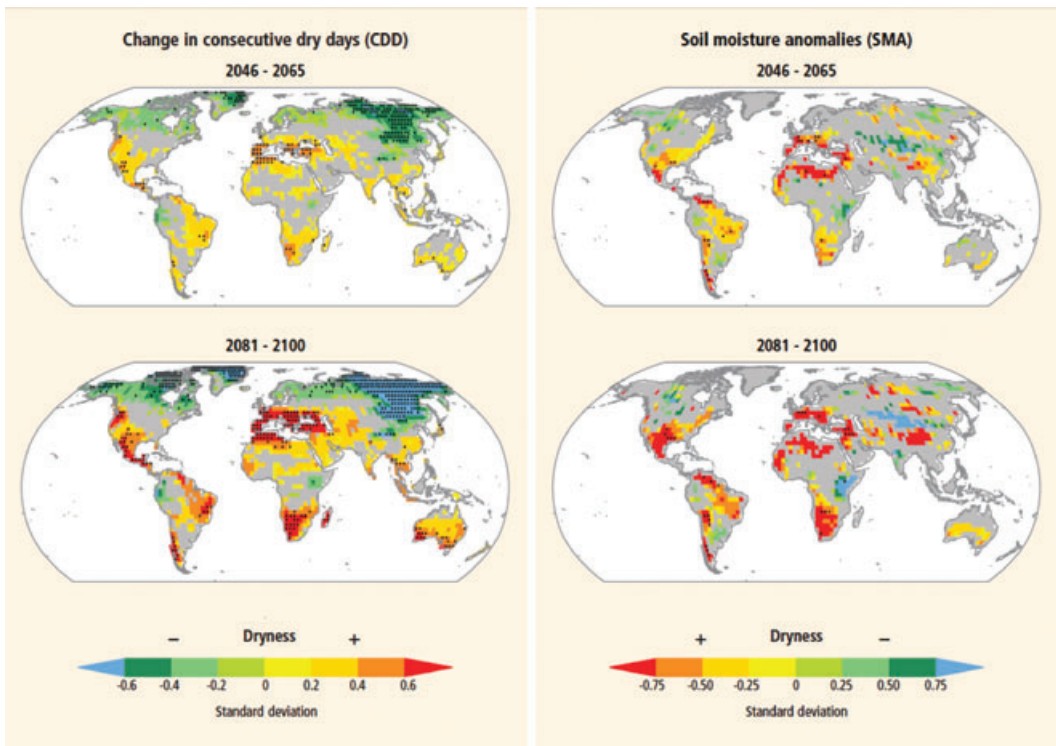 Change in consecutive dry days (CDD)
2046 - 2065
2081 - 2100
− Dryness +
-0.6 -0.4 -0.2 0 0.2 0.4 0.6
Standard deviation
Soil moisture anomalies (SMA)
2046 - 2065
2081 - 2100
+ Dryness −
-0.75 -0.50 -0.25 0 0.25 0.50 0.75
Standard deviation